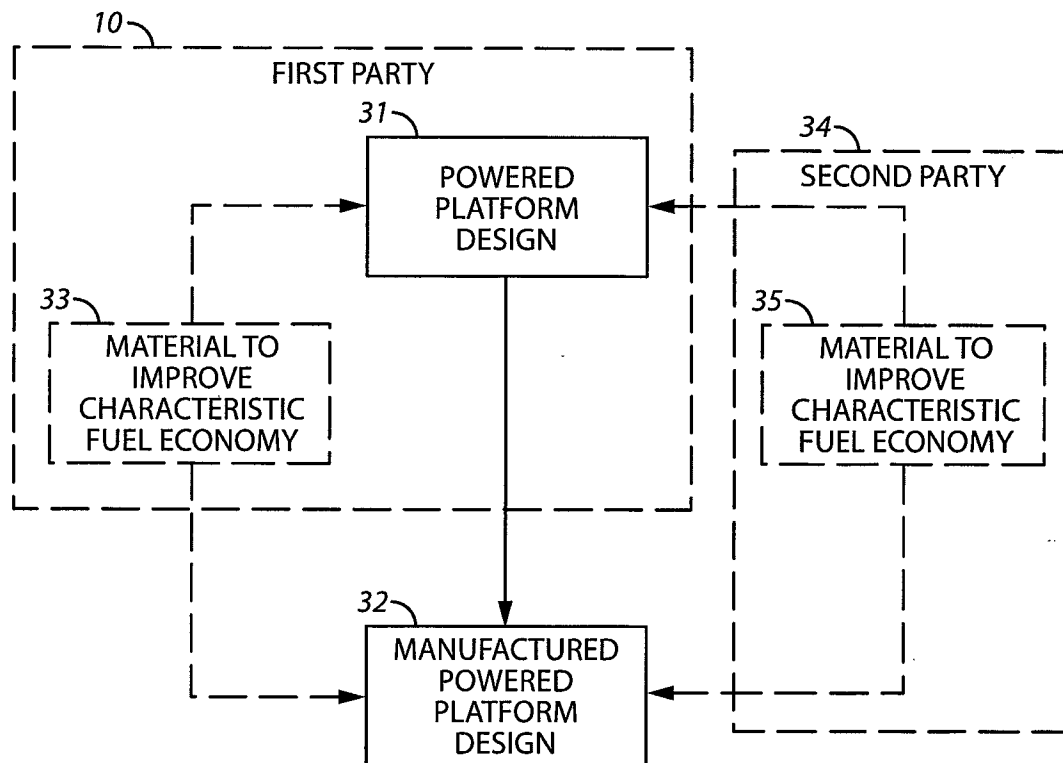 10
FIRST PARTY
31
POWERED
PLATFORM
DESIGN
34
SECOND PARTY
33
MATERIAL TO
IMPROVE
CHARACTERISTIC
FUEL ECONOMY
35
MATERIAL TO
IMPROVE
CHARACTERISTIC
FUEL ECONOMY
32
MANUFACTURED
POWERED
PLATFORM
DESIGN